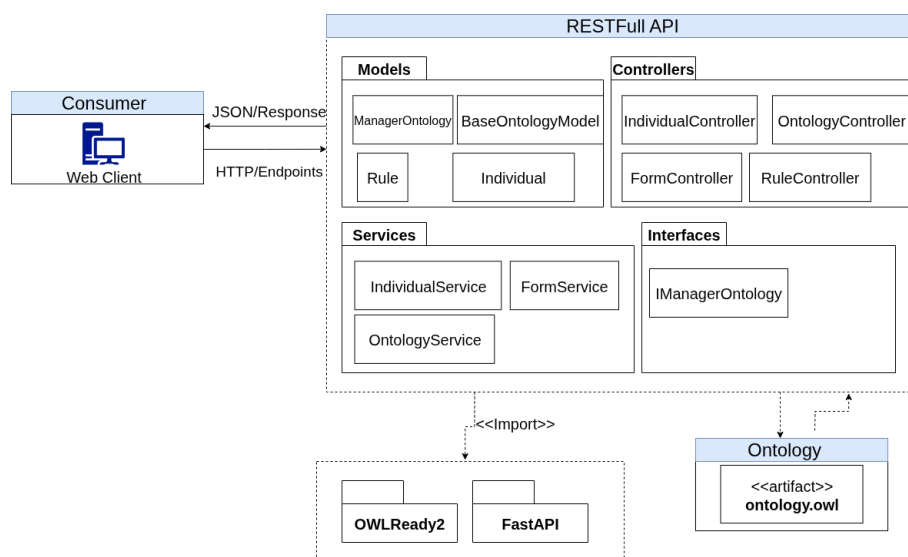 RESTFull API
Models
Controllers
ManagerOntology
BaseOntologyModel
IndividualController
OntologyController
Consumer
JSON/Response
Web Client
HTTP/Endpoints
Rule
Individual
FormController
RuleController
Services
Interfaces
IndividualService
FormService
IManagerOntology
OntologyService
<<Import>>
Ontology
<<artifact>>
ontology.owl
OWLReady2
FastAPI